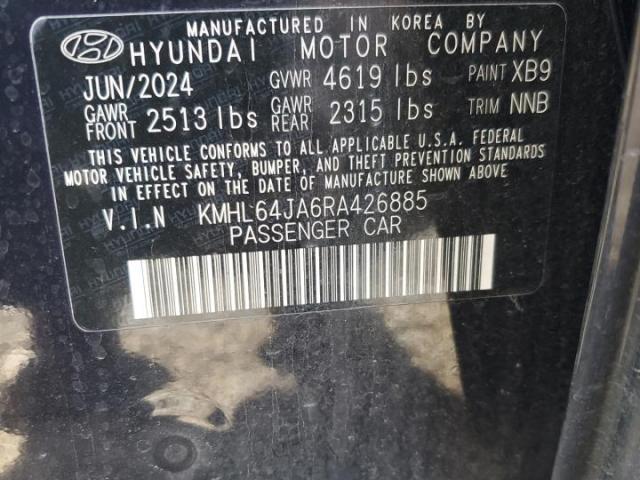 MANUFACTURED IN KOREA BY
HYUNDAI MOTOR COMPANY
JUN/2024 GVWR 4619 lbs PAINT XB9
GAWR FRONT 2513 lbs GAWR REAR 2315 lbs TRIM NNB
THIS VEHICLE CONFORMS TO ALL APPLICABLE U.S.A. FEDERAL
MOTOR VEHICLE SAFETY, BUMPER, AND THEFT PREVENTION STANDARDS
IN EFFECT ON THE DATE OF MANUFACTURE SHOWN ABOVE.
V.I.N KMHL64JA6RA426885
PASSENGER CAR